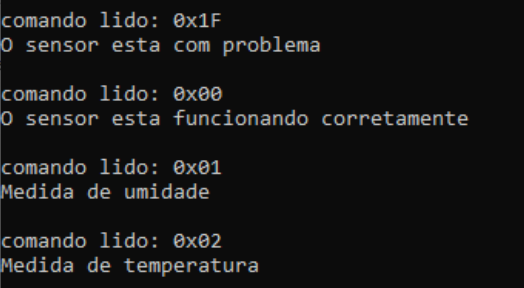 comando lido: 0x1F
O sensor esta com problema
comando lido: 0x00
O sensor esta funcionando corretamente
comando lido: 0x01
Medida de umidade
comando lido: 0x02
Medida de temperatura